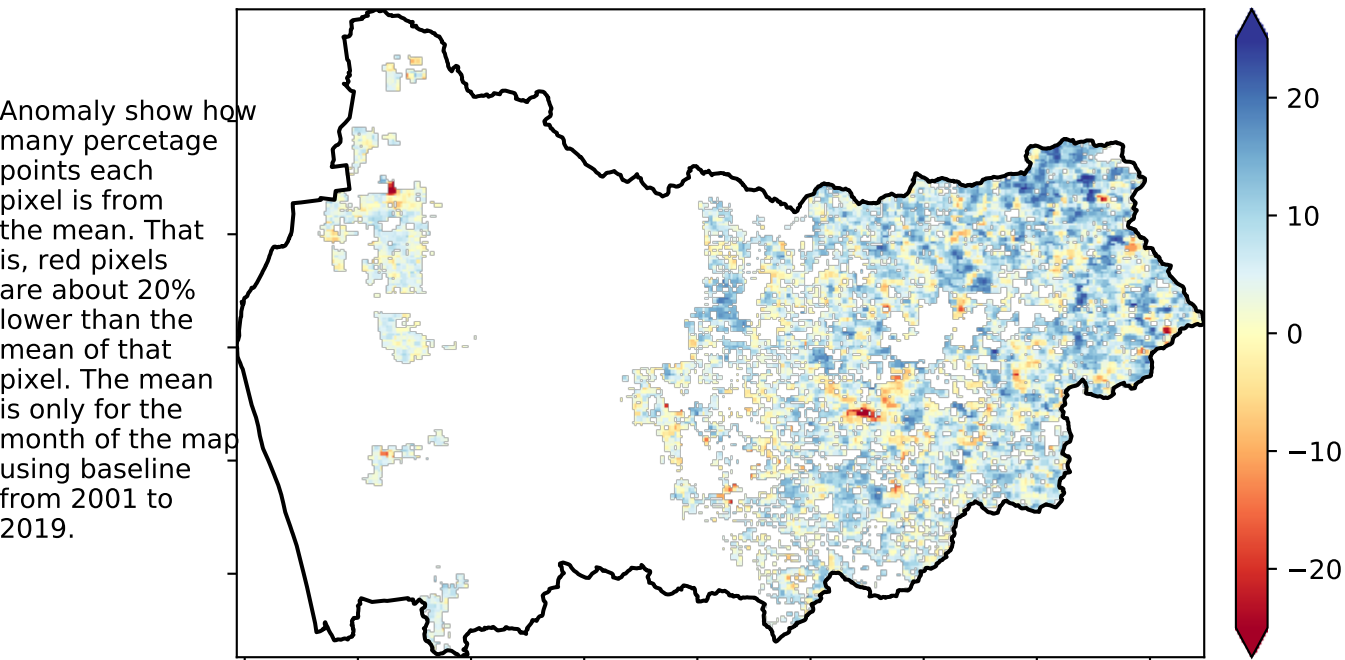 Anomaly show how
many percetage
points each
pixel is from
the mean. That
is, red pixels
are about 20%
lower than the
mean of that
pixel. The mean
is only for the
month of the map
using baseline
from 2001 to
2019.
20
10
0
−10
−20